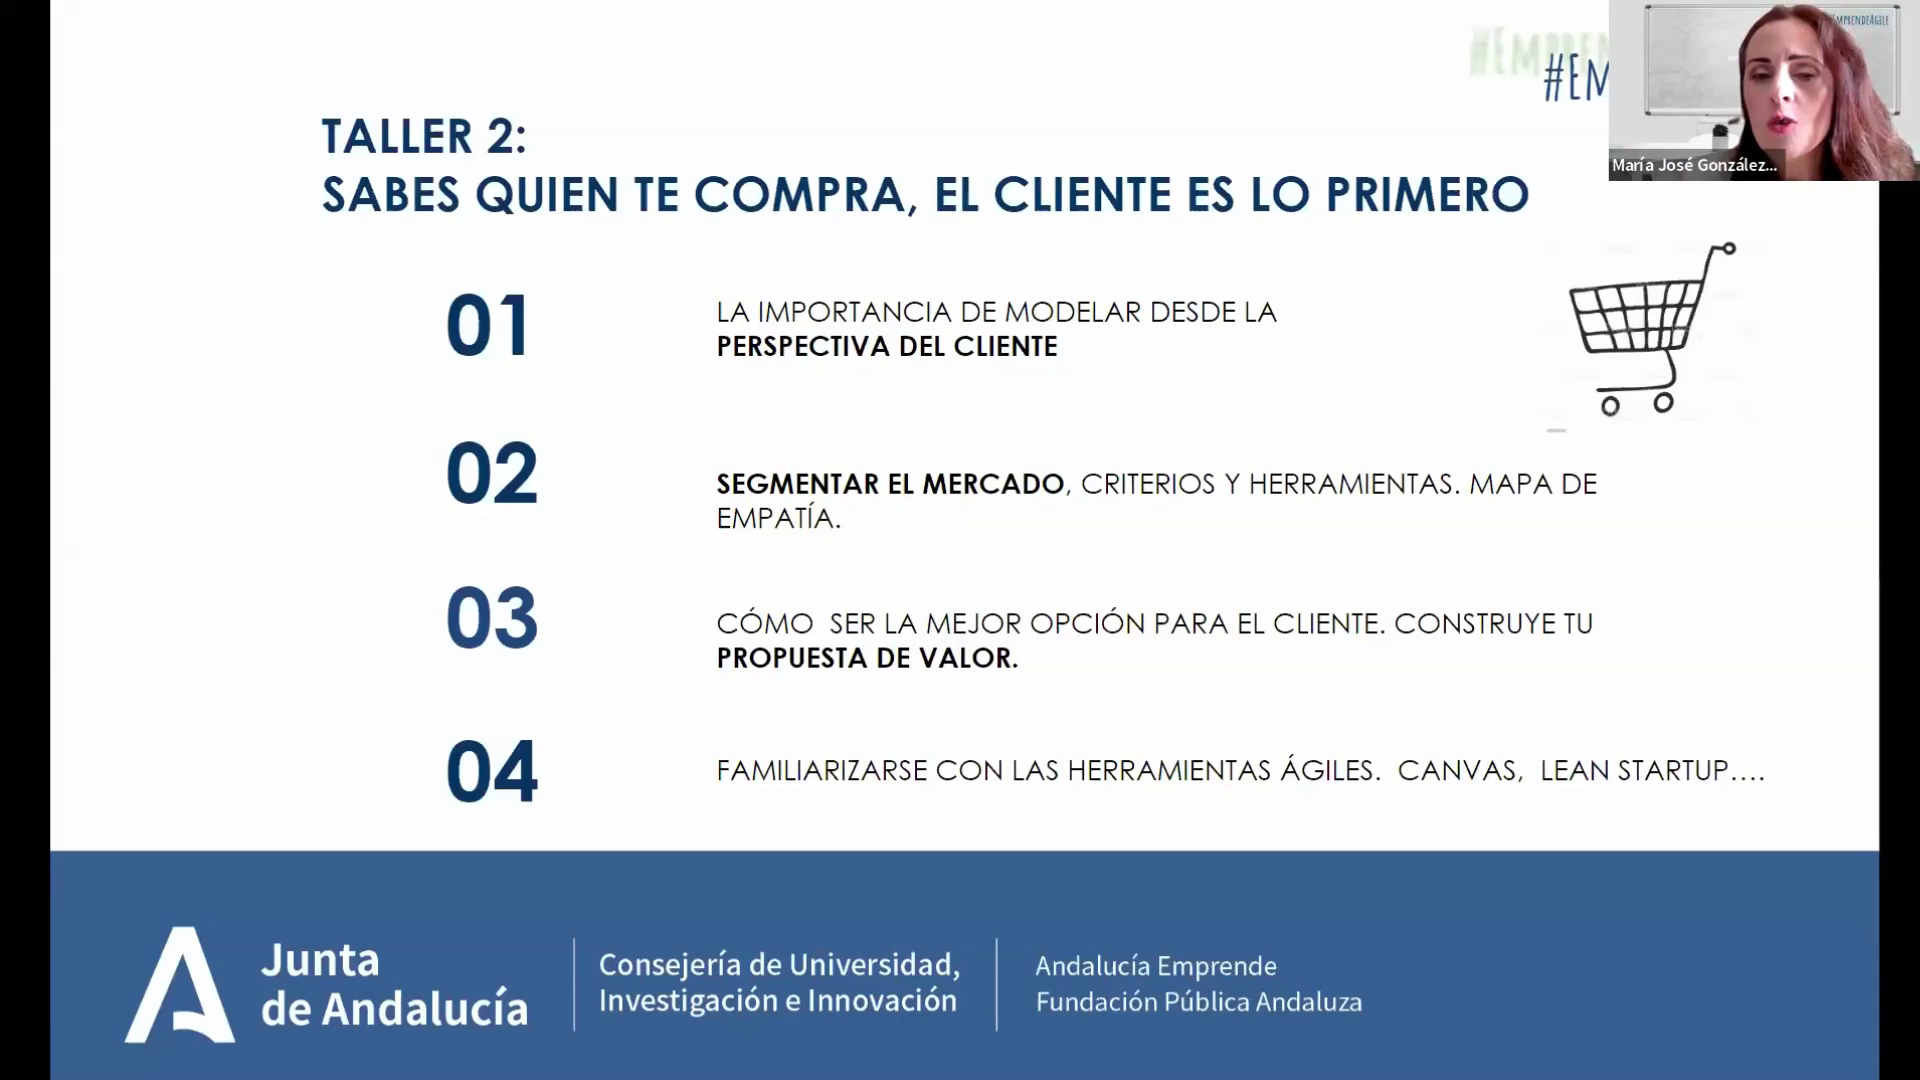 #EM
#EMPRENDEÁGILE
María José González...
TALLER 2:
SABES QUIEN TE COMPRA, EL CLIENTE ES LO PRIMERO
01
LA IMPORTANCIA DE MODELAR DESDE LA
PERSPECTIVA DEL CLIENTE
02
SEGMENTAR EL MERCADO, CRITERIOS Y HERRAMIENTAS. MAPA DE
EMPATÍA.
03
CÓMO  SER LA MEJOR OPCIÓN PARA EL CLIENTE. CONSTRUYE TU
PROPUESTA DE VALOR.
04
FAMILIARIZARSE CON LAS HERRAMIENTAS ÁGILES.  CANVAS,  LEAN STARTUP....
Junta
de Andalucía
Consejería de Universidad,
Investigación e Innovación
Andalucía Emprende
Fundación Pública Andaluza